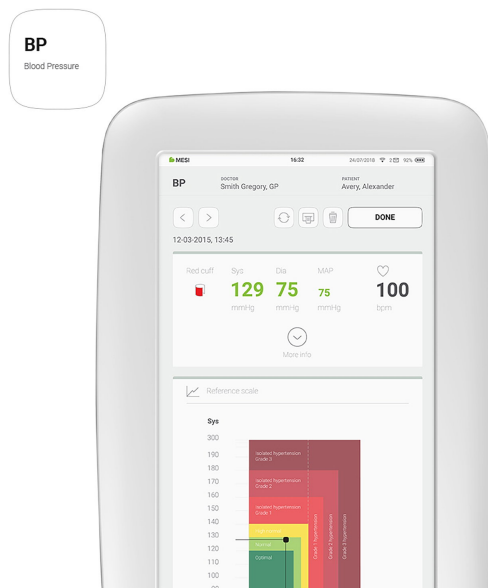 BP
Blood Pressure
MESI
16:32
24/07/2018 2 92%
BP
DOCTOR
Smith Gregory, GP
PATIENT
Avery, Alexander
DONE
12-03-2015, 13:45
Red cuff Sys Dia MAP
129 75 75 100
mmHg mmHg mmHg bpm
More info
Reference scale
Sys
300
190
180
170
160
150
140
130
120
110
100
Isolated hypertension
Grade 3
Isolated hypertension
Grade 2
Isolated hypertension
Grade 1
Normal
Optimal
Grade 1 hypertension
Grade 2 hypertension
Grade 3 hypertension